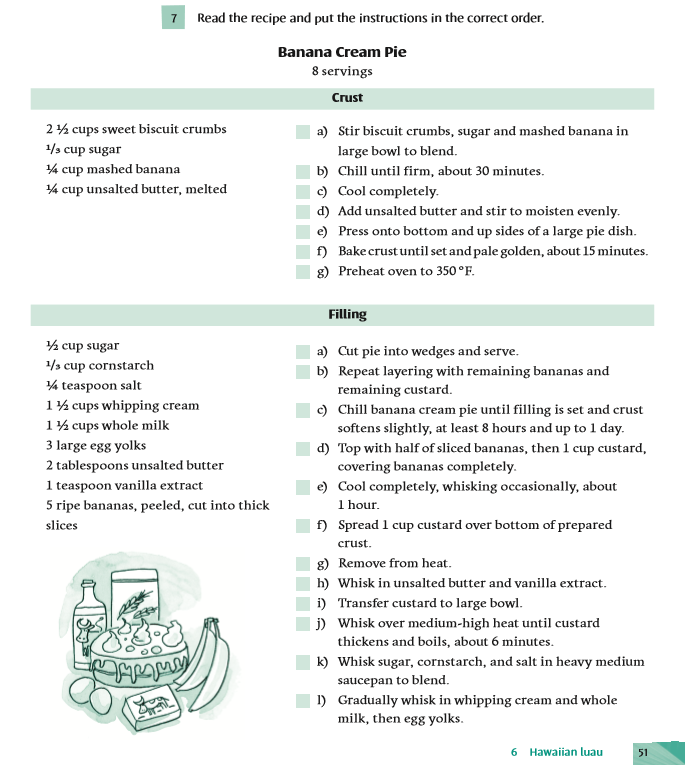 7 Read the recipe and put the instructions in the correct order.
Banana Cream Pie
8 servings
Crust
2 ½ cups sweet biscuit crumbs
1/3 cup sugar
¼ cup mashed banana
¼ cup unsalted butter, melted
a) Stir biscuit crumbs, sugar and mashed banana in
large bowl to blend.
b) Chill until firm, about 30 minutes.
c) Cool completely.
d) Add unsalted butter and stir to moisten evenly.
e) Press onto bottom and up sides of a large pie dish.
f) Bake crust until set and pale golden, about 15 minutes.
g) Preheat oven to 350 °F.
Filling
½ cup sugar
1/3 cup cornstarch
¼ teaspoon salt
1 ½ cups whipping cream
1 ½ cups whole milk
3 large egg yolks
2 tablespoons unsalted butter
1 teaspoon vanilla extract
5 ripe bananas, peeled, cut into thick
slices
a) Cut pie into wedges and serve.
b) Repeat layering with remaining bananas and
remaining custard.
c) Chill banana cream pie until filling is set and crust
softens slightly, at least 8 hours and up to 1 day.
d) Top with half of sliced bananas, then 1 cup custard,
covering bananas completely.
e) Cool completely, whisking occasionally, about
1 hour.
f) Spread 1 cup custard over bottom of prepared
crust.
g) Remove from heat.
h) Whisk in unsalted butter and vanilla extract.
i) Transfer custard to large bowl.
j) Whisk over medium-high heat until custard
thickens and boils, about 6 minutes.
k) Whisk sugar, cornstarch, and salt in heavy medium
saucepan to blend.
l) Gradually whisk in whipping cream and whole
milk, then egg yolks.
6 Hawaiian luau 51